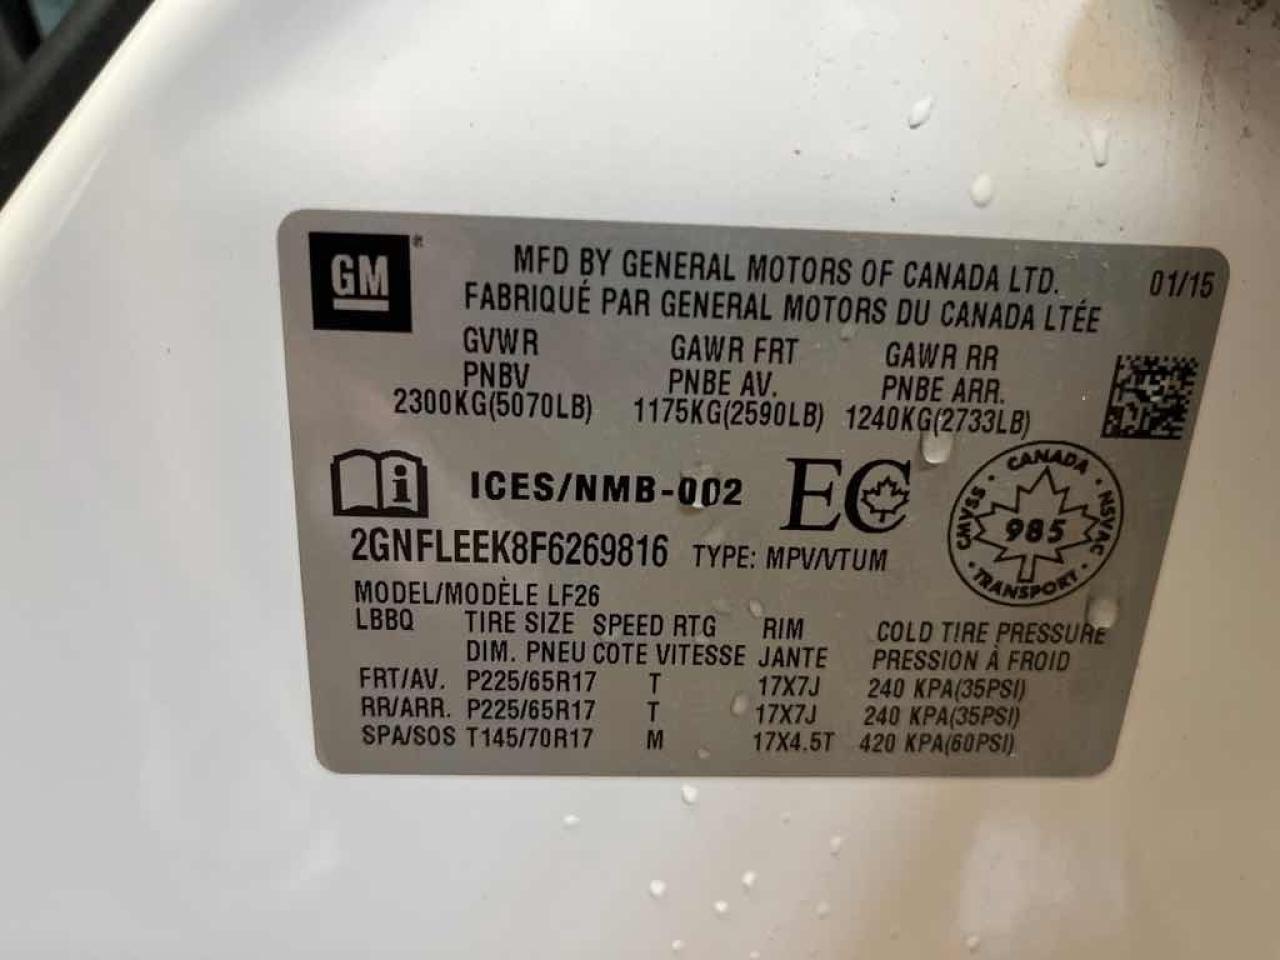 GM
MFD BY GENERAL MOTORS OF CANADA LTD. 01/15
FABRIQUÉ PAR GENERAL MOTORS DU CANADA LTÉE
GVWR GAWR FRT GAWR RR
PNBV PNBE AV. PNBE ARR.
2300KG(5070LB) 1175KG(2590LB) 1240KG(2733LB)
i ICES/NMB-002 EC
CANADA
CMVSS 985 NSVAC
TRANSPORT
2GNFLEEK8F6269816 TYPE: MPV/VTUM
MODEL/MODÈLE LF26
LBBQ TIRE SIZE SPEED RTG RIM COLD TIRE PRESSURE
DIM. PNEU COTE VITESSE JANTE PRESSION À FROID
FRT/AV. P225/65R17 T 17X7J 240 KPA(35PSI)
RR/ARR. P225/65R17 T 17X7J 240 KPA(35PSI)
SPA/SOS T145/70R17 M 17X4.5T 420 KPA(60PSI)